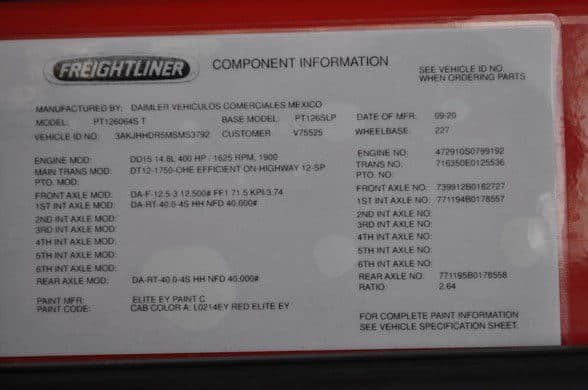 FREIGHTLINER COMPONENT INFORMATION SEE VEHICLE ID NO.
WHEN ORDERING PARTS
MANUFACTURED BY: DAIMLER VEHICULOS COMERCIALES MEXICO
MODEL: PT126064S T BASE MODEL: PT126SLP DATE OF MFR: 09-20
VEHICLE ID NO: 3AKJHHDR5MSMS3792 CUSTOMER V75525 WHEELBASE: 227
ENGINE MOD: DD15 14.8L 400 HP / 1625 RPM, 1900 ENGINE NO: 472910S0799192
MAIN TRANS MOD: DT12-1750-OHE EFFICIENT ON-HIGHWAY 12-SP TRANS NO: 716350E0125536
PTO. MOD: PTO. NO:
FRONT AXLE MOD: DA-F-12.5-3 12,500# FF1 71.5 KPI-3.74 FRONT AXLE NO: 739912B0182727
1ST INT AXLE MOD: DA-RT-40.0-4S HH NFD 40,000# 1ST INT AXLE NO: 771194B0178557
2ND INT AXLE MOD: 2ND INT AXLE NO:
3RD INT AXLE MOD: 3RD INT AXLE NO:
4TH INT AXLE MOD: 4TH INT AXLE NO:
5TH INT AXLE MOD: 5TH INT AXLE NO:
6TH INT AXLE MOD: 6TH INT AXLE NO:
REAR AXLE MOD: DA-RT-40.0-4S HH NFD 40,000# REAR AXLE NO: 771195B0178558
RATIO: 2.64
PAINT MFR: ELITE EY PAINT C
PAINT CODE: CAB COLOR A: L0214EY RED ELITE EY
FOR COMPLETE PAINT INFORMATION
SEE VEHICLE SPECIFICATION SHEET.